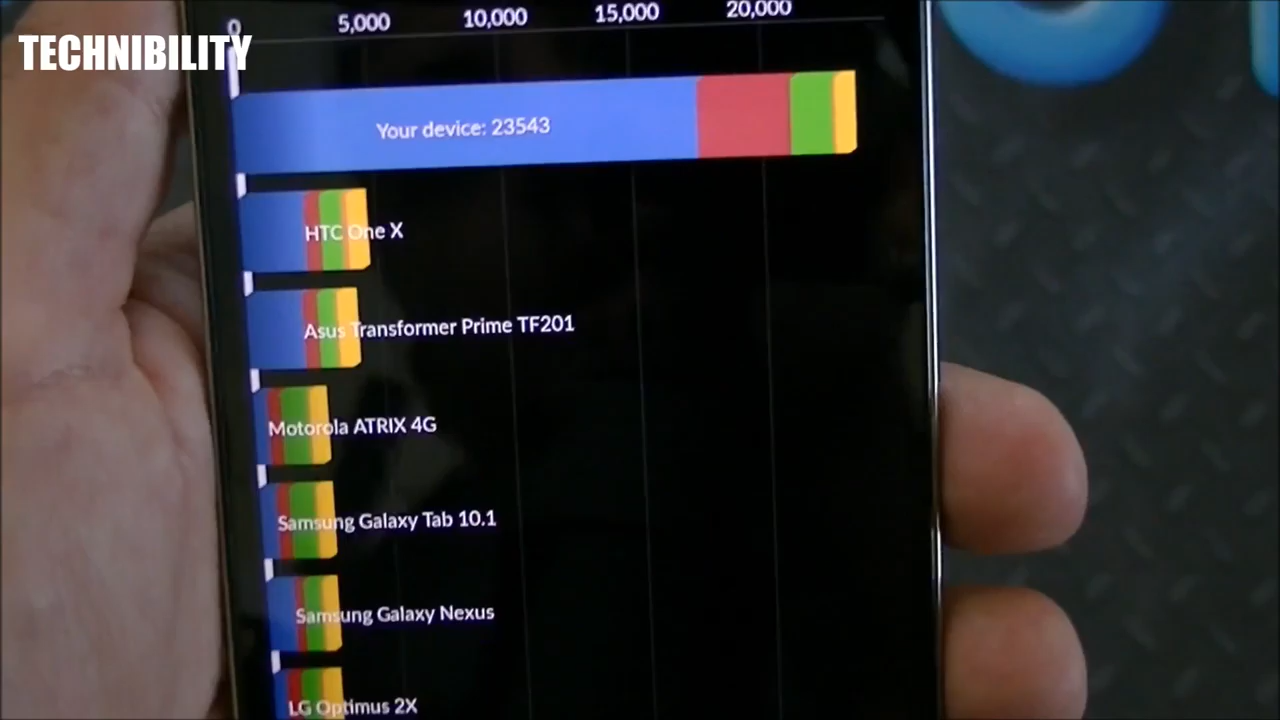 0 5,000 10,000 15,000 20,000
TECHNIBILITY
Your device: 23543
HTC One X
Asus Transformer Prime TF201
Motorola ATRIX 4G
Samsung Galaxy Tab 10.1
Samsung Galaxy Nexus
LG Optimus 2X